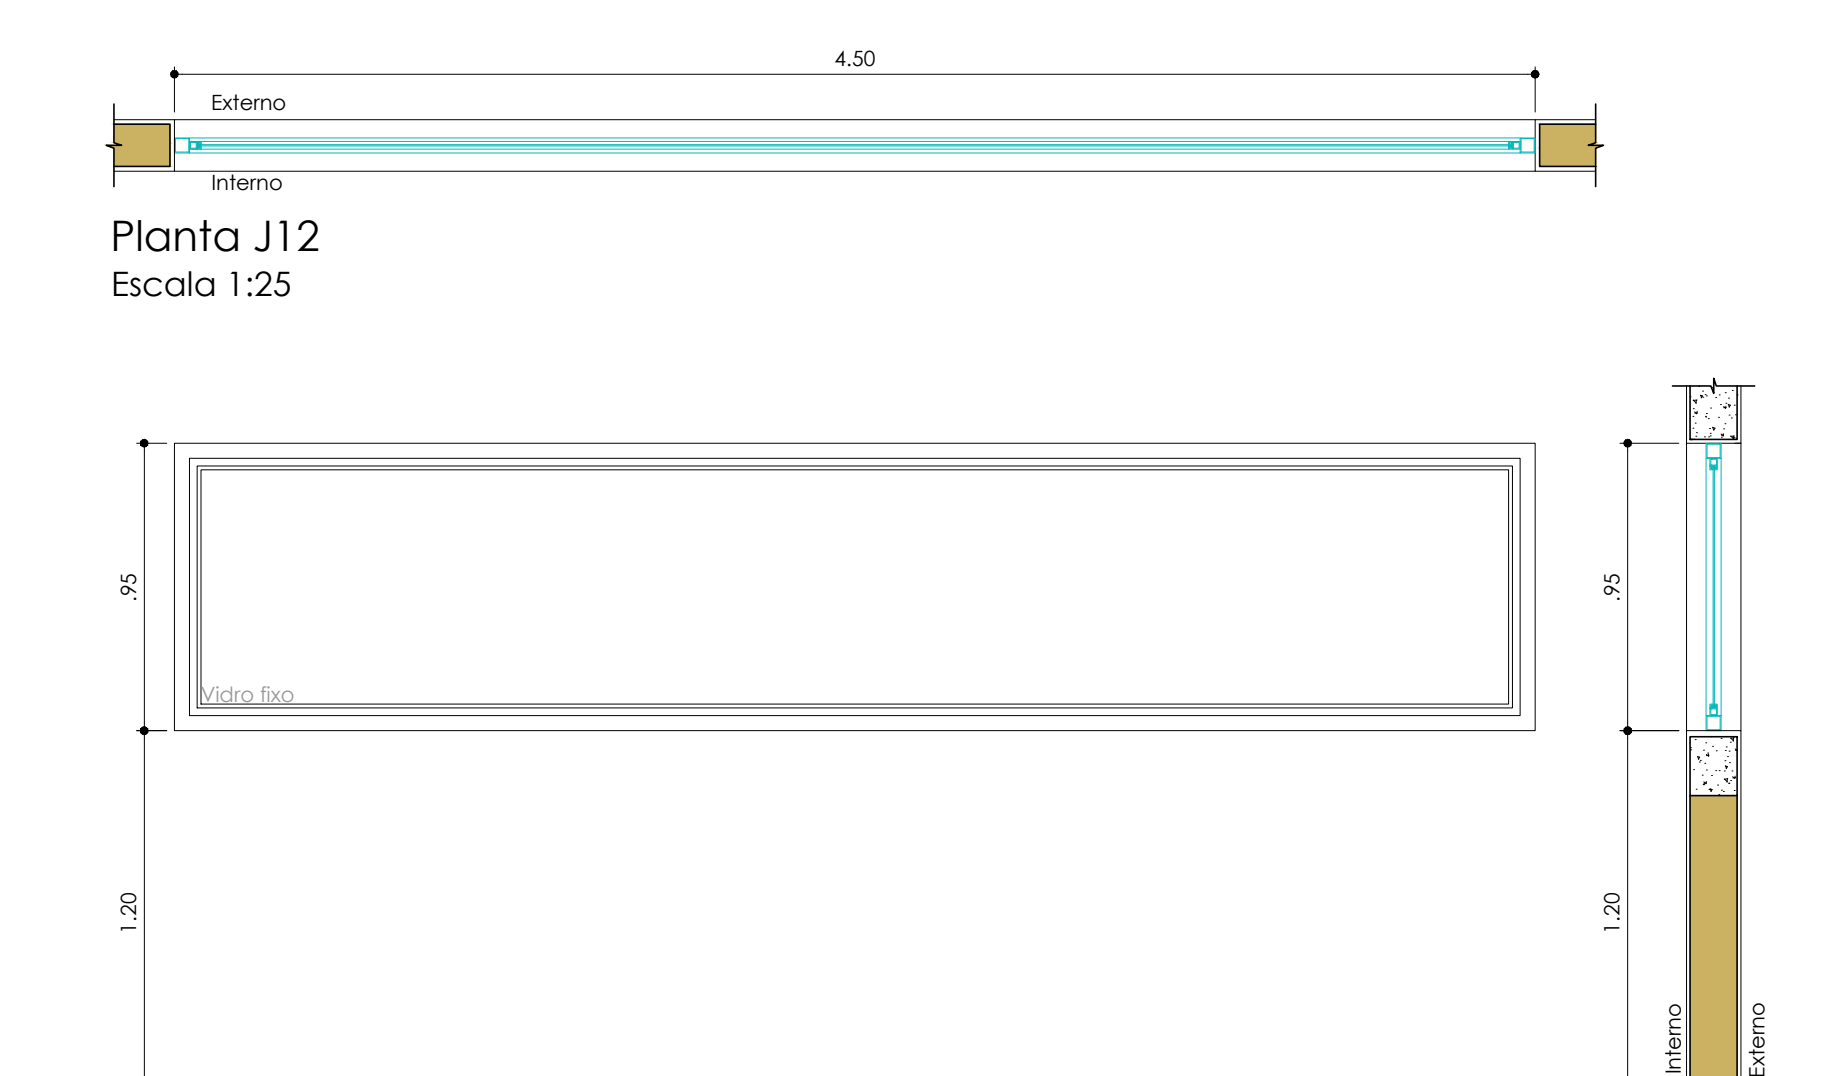 4.50
Externo
Interno
Planta J12
Escala 1:25
.95
.95
Vidro fixo
1.20
1.20
Interno
Externo